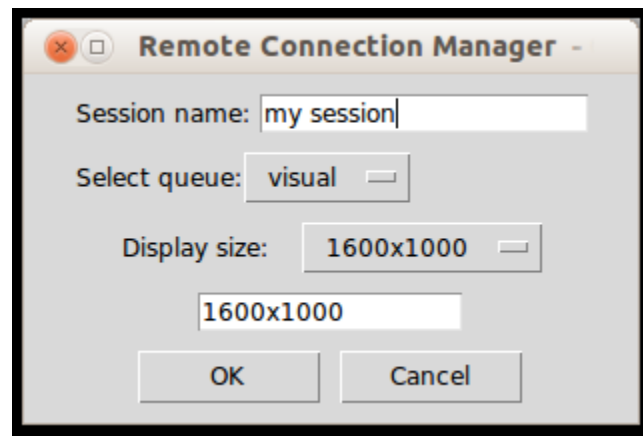 Remote Connection Manager -
Session name: my session
Select queue: visual
Display size: 1600x1000
1600x1000
OK Cancel